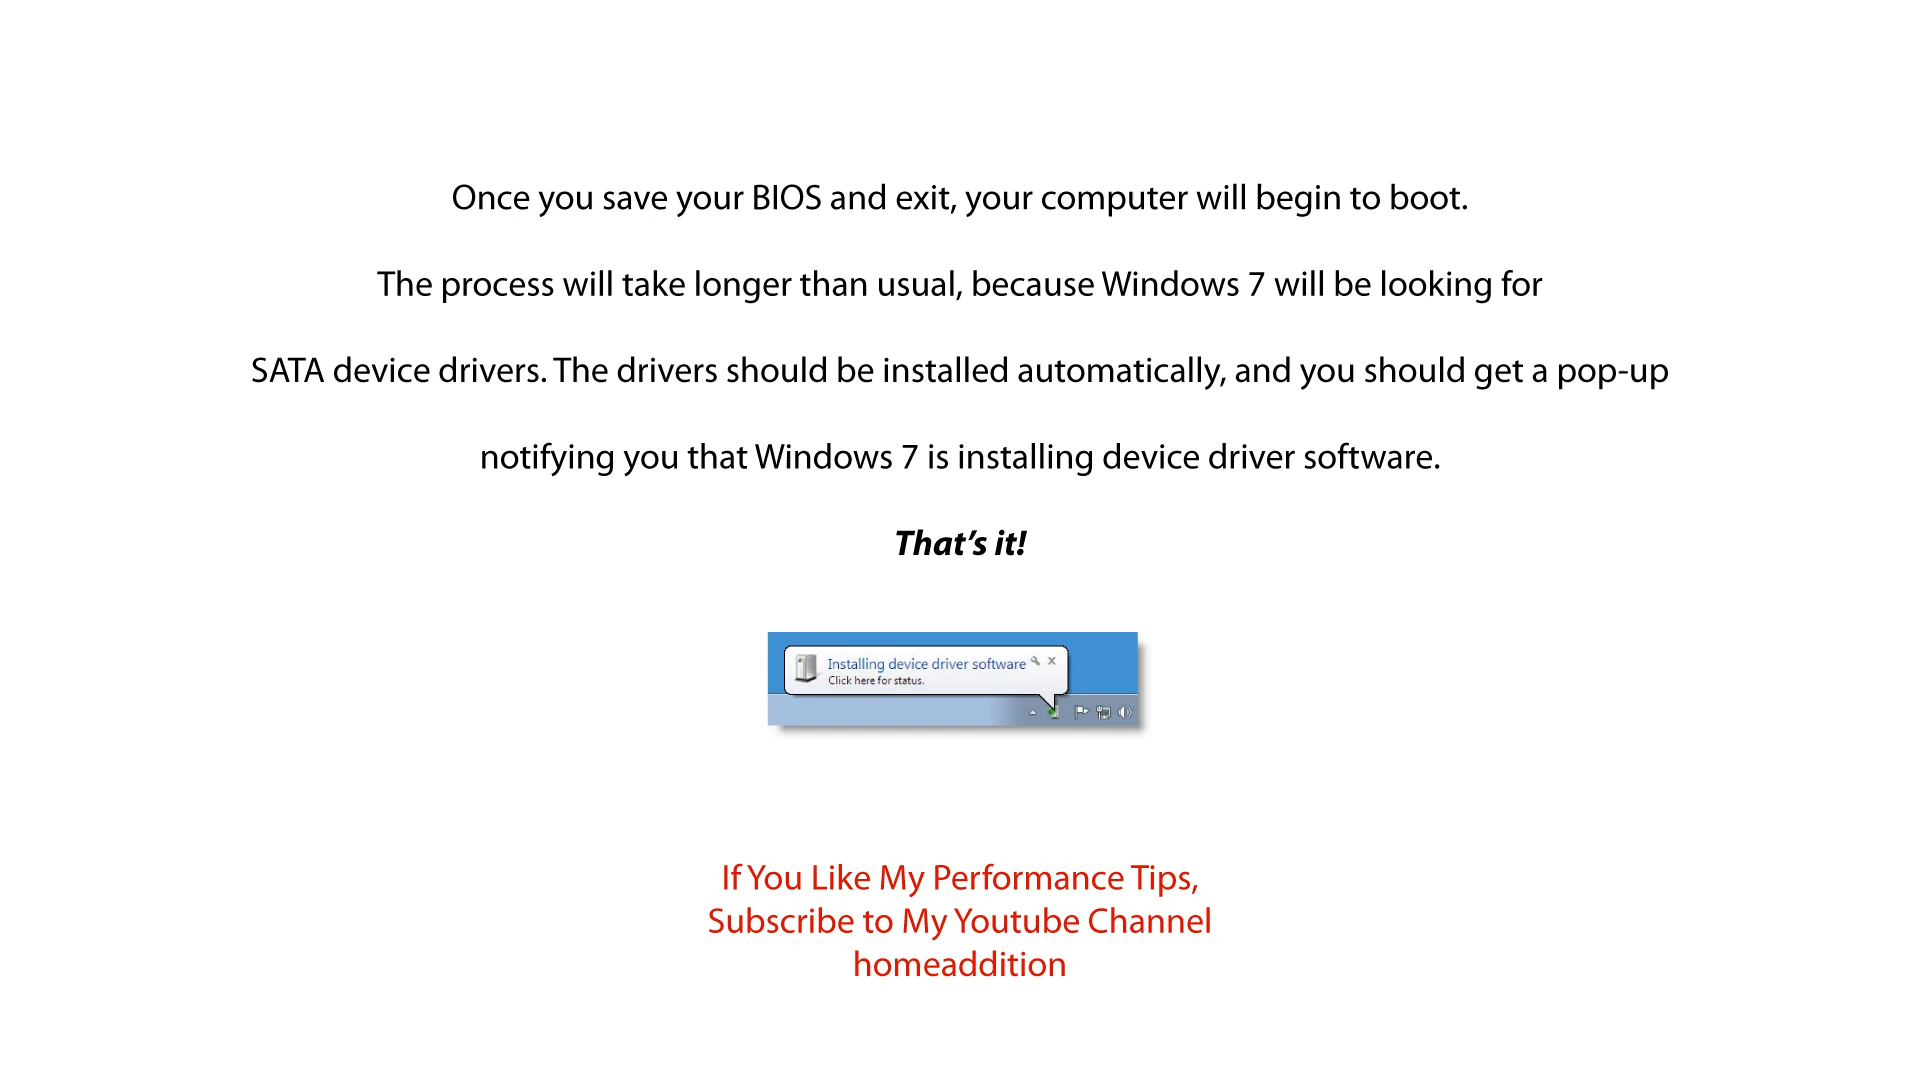 Once you save your BIOS and exit, your computer will begin to boot.
The process will take longer than usual, because Windows 7 will be looking for
SATA device drivers. The drivers should be installed automatically, and you should get a pop-up
notifying you that Windows 7 is installing device driver software.
That’s it!
Installing device driver software
Click here for status.
If You Like My Performance Tips,
Subscribe to My Youtube Channel
homeaddition